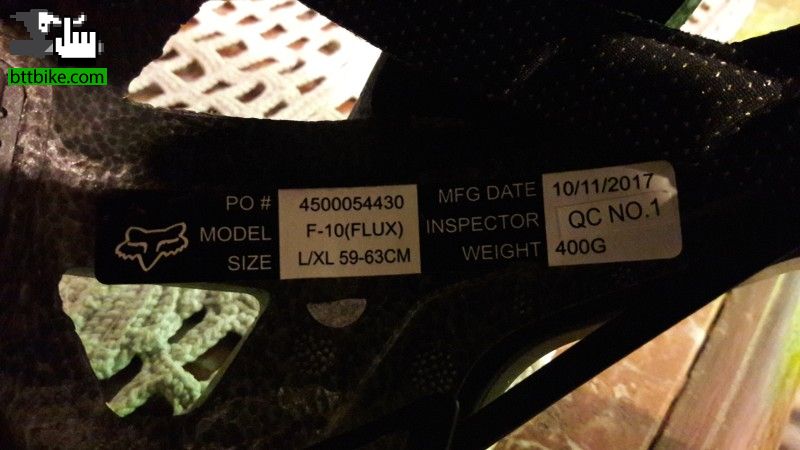 bttbike.com
PO # 4500054430
MODEL F-10(FLUX)
SIZE L/XL 59-63CM
MFG DATE 10/11/2017
INSPECTOR QC NO.1
WEIGHT 400G